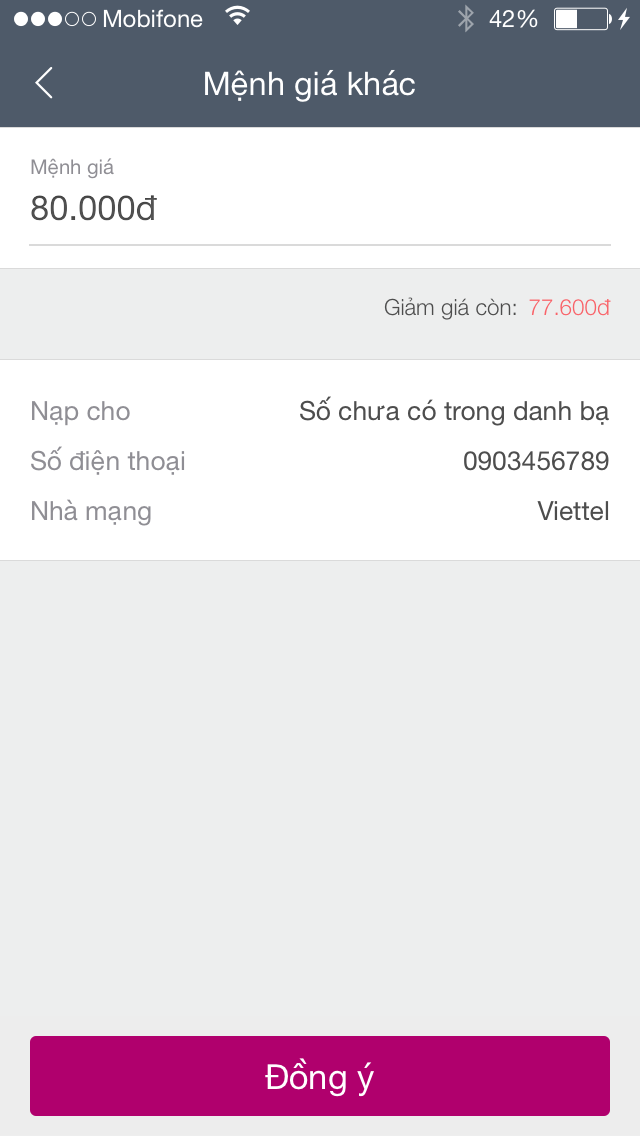 Mobifone 42%
Mệnh giá khác
Mệnh giá
80.000đ
Giảm giá còn: 77.600đ
Nạp cho Số chưa có trong danh bạ
Số điện thoại 0903456789
Nhà mạng Viettel
Đồng ý